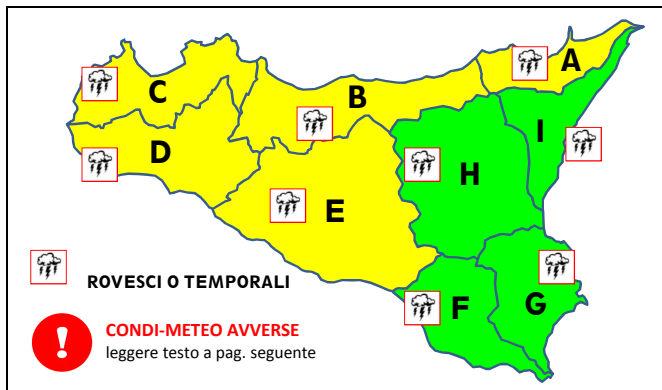 A
C
B
I
D
H
E
F
G
ROVESCI O TEMPORALI
! CONDI-METEO AVVERSE
leggere testo a pag. seguente